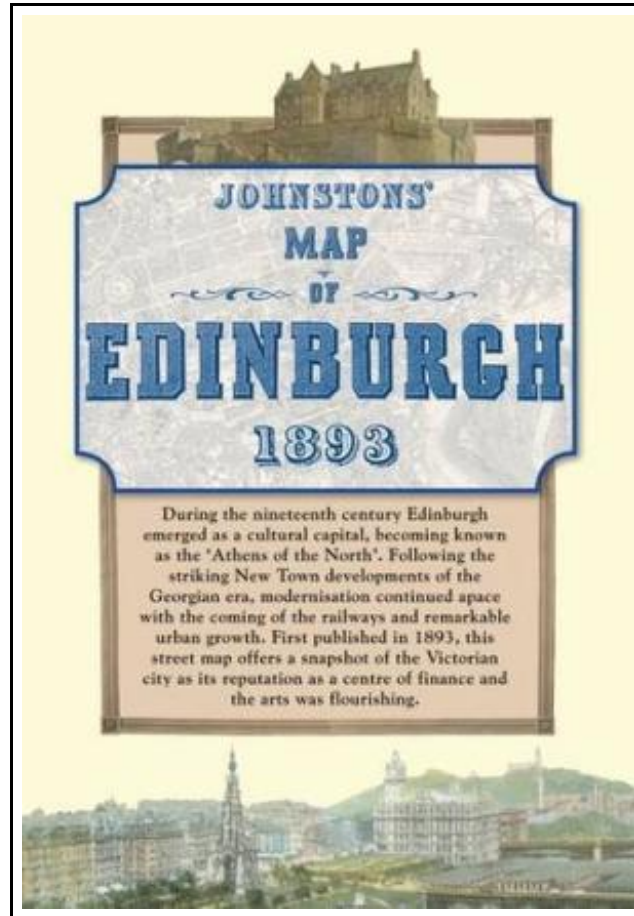 JOHNSTONS'
MAP
OF
EDINBURGH
1893
During the nineteenth century Edinburgh
emerged as a cultural capital, becoming known
as the 'Athens of the North'. Following the
striking New Town developments of the
Georgian era, modernisation continued apace
with the coming of the railways and remarkable
urban growth. First published in 1893, this
street map offers a snapshot of the Victorian
city as its reputation as a centre of finance and
the arts was flourishing.